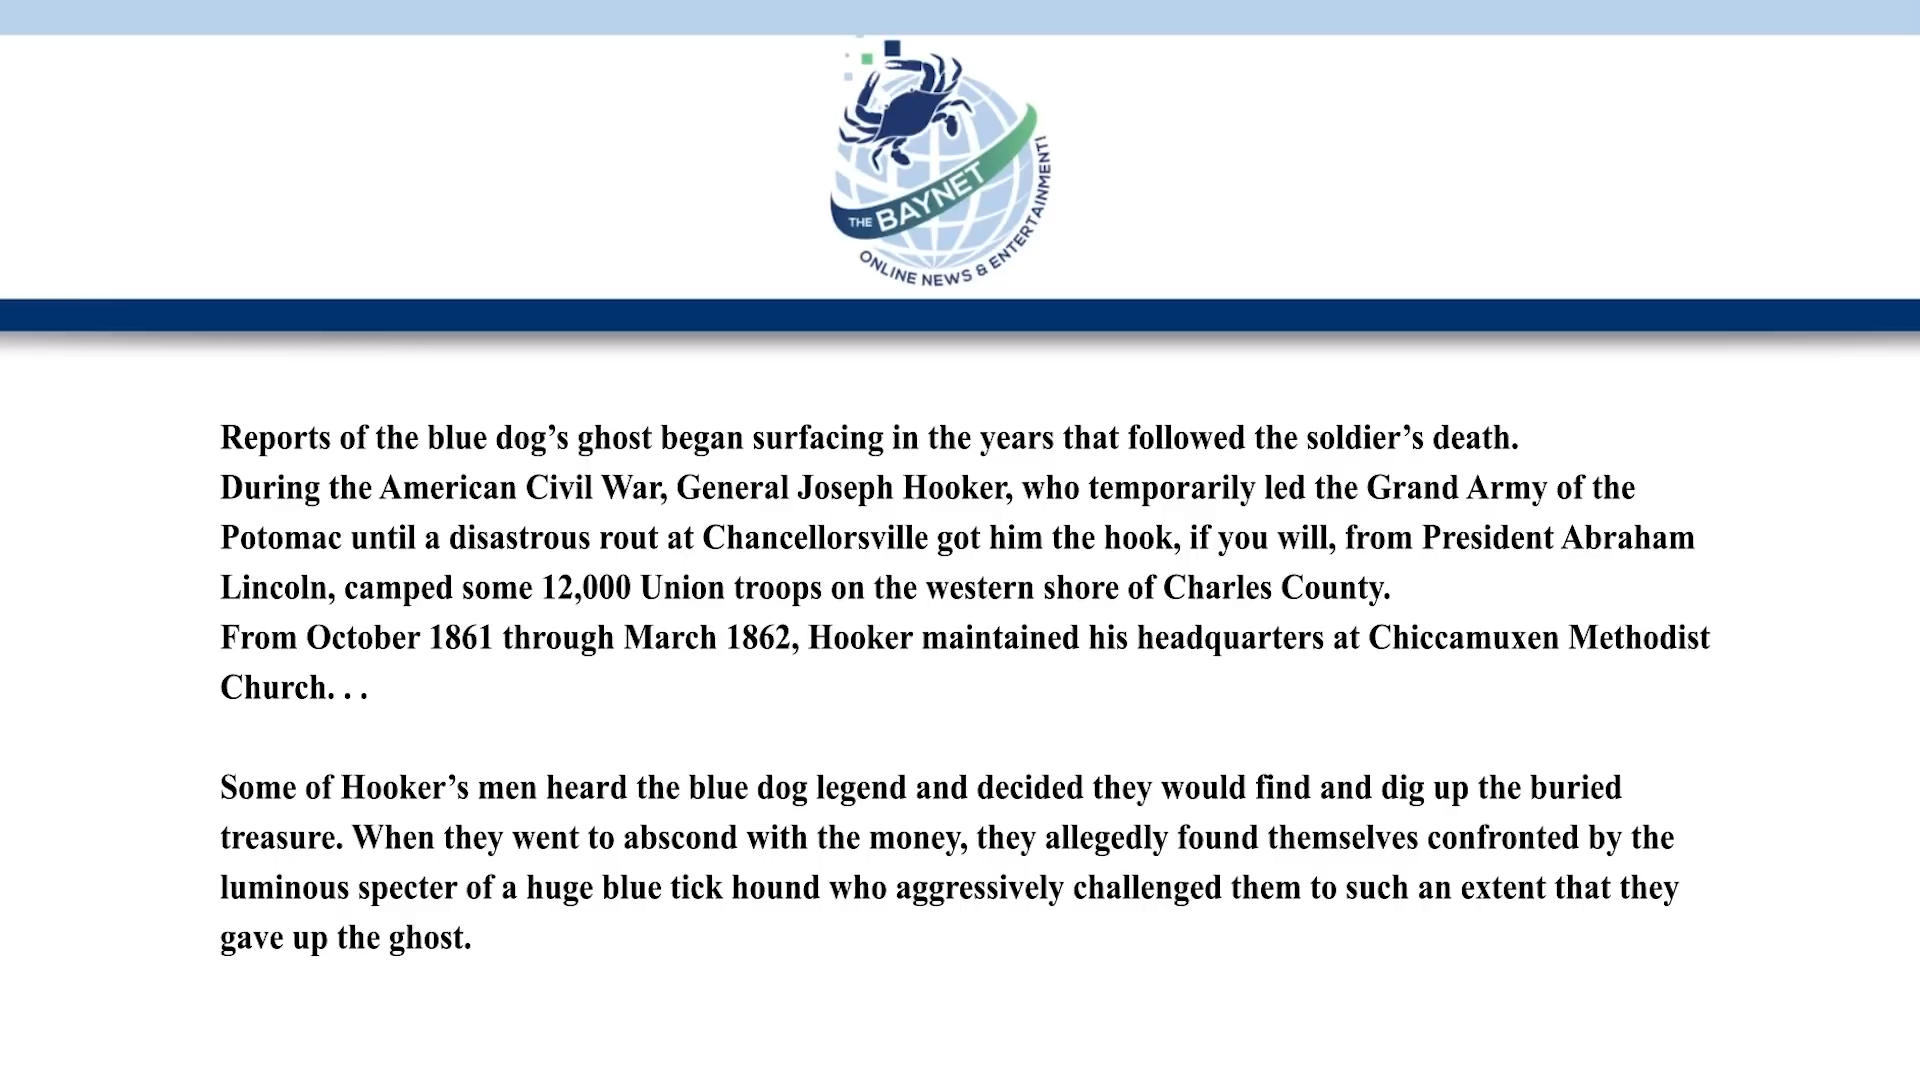 THE BAYNET
ONLINE NEWS & ENTERTAINMENT!
Reports of the blue dog’s ghost began surfacing in the years that followed the soldier’s death.
During the American Civil War, General Joseph Hooker, who temporarily led the Grand Army of the
Potomac until a disastrous rout at Chancellorsville got him the hook, if you will, from President Abraham
Lincoln, camped some 12,000 Union troops on the western shore of Charles County.
From October 1861 through March 1862, Hooker maintained his headquarters at Chiccamuxen Methodist
Church. . .
Some of Hooker’s men heard the blue dog legend and decided they would find and dig up the buried
treasure. When they went to abscond with the money, they allegedly found themselves confronted by the
luminous specter of a huge blue tick hound who aggressively challenged them to such an extent that they
gave up the ghost.